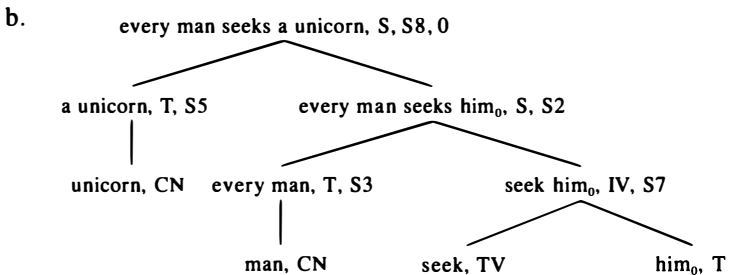 b.
every man seeks a unicorn, S, S8, 0
a unicorn, T, S5 every man seeks him₀, S, S2
unicorn, CN every man, T, S3 seek him₀, IV, S7
man, CN seek, TV him₀, T